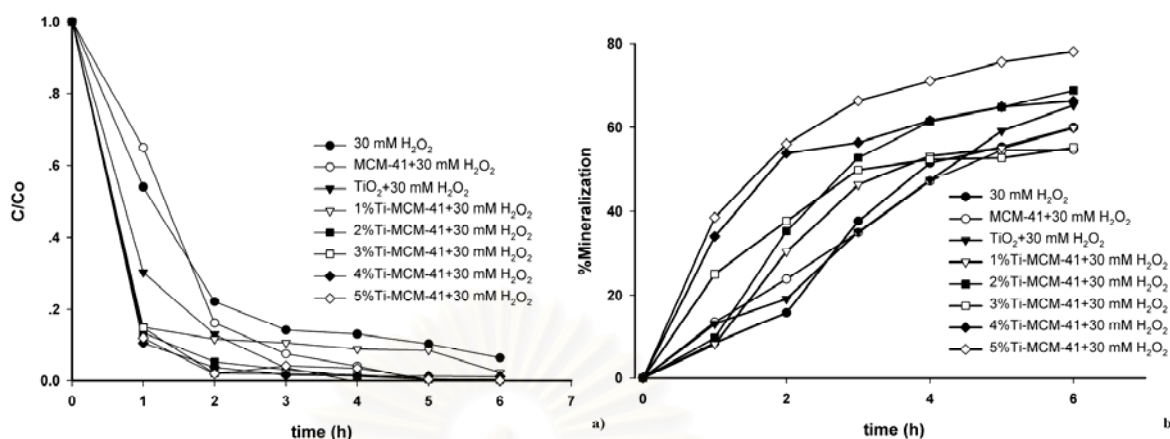 1.0
.8
.6
.4
.2
0.0
C/Co
0 1 2 3 4 5 6 7
time (h)
30 mM H₂O₂
MCM-41+30 mM H₂O₂
TiO₂+30 mM H₂O₂
1%Ti-MCM-41+30 mM H₂O₂
2%Ti-MCM-41+30 mM H₂O₂
3%Ti-MCM-41+30 mM H₂O₂
4%Ti-MCM-41+30 mM H₂O₂
5%Ti-MCM-41+30 mM H₂O₂
a)
80
60
40
20
0
%Mineralization
0 2 4 6
time (h)
30 mM H₂O₂
MCM-41+30 mM H₂O₂
TiO₂+30 mM H₂O₂
1%Ti-MCM-41+30 mM H₂O₂
2%Ti-MCM-41+30 mM H₂O₂
3%Ti-MCM-41+30 mM H₂O₂
4%Ti-MCM-41+30 mM H₂O₂
5%Ti-MCM-41+30 mM H₂O₂